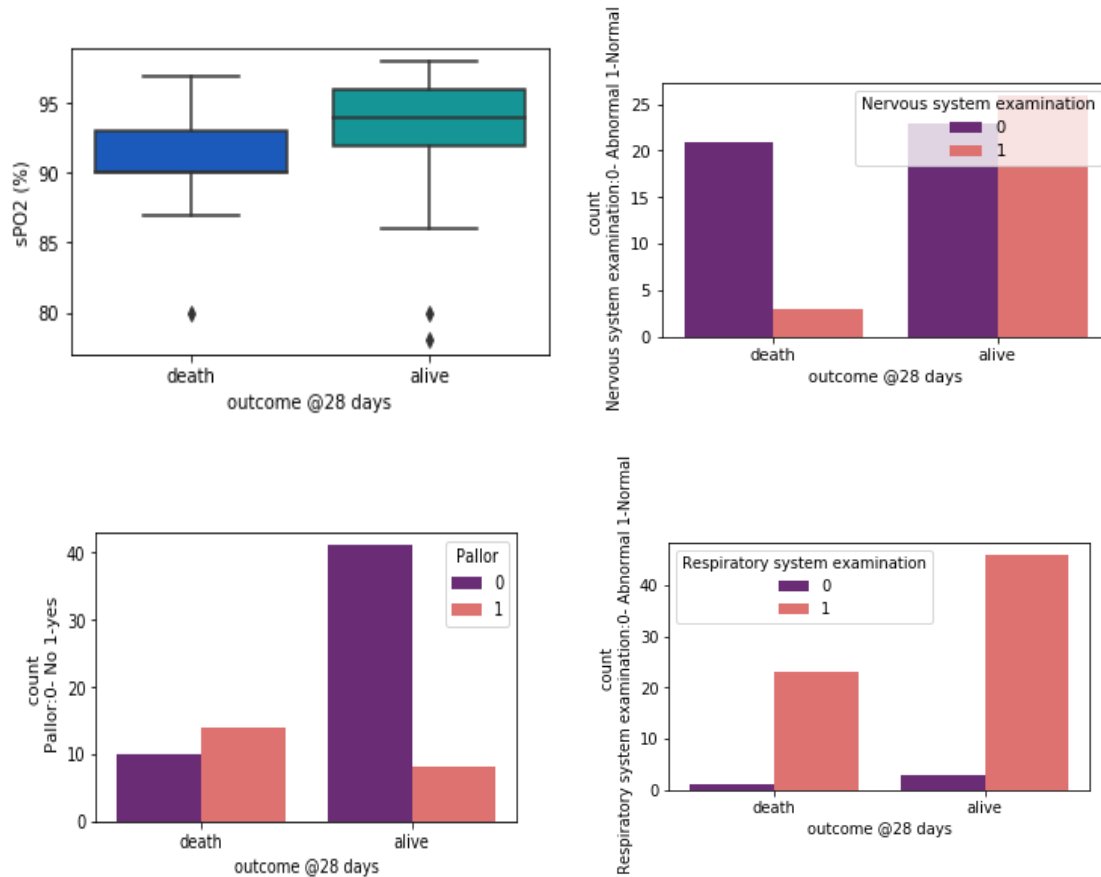 95
90
85
80
sPO2 (%)
death
alive
outcome @28 days
25
20
15
10
5
0
count
Nervous system examination:0- Abnormal 1-Normal
Nervous system examination
0
1
death
alive
outcome @28 days
40
30
20
10
0
count
Pallor:0- No 1-yes
Pallor
0
1
death
alive
outcome @28 days
40
30
20
10
0
count
Respiratory system examination:0- Abnormal 1-Normal
Respiratory system examination
0
1
death
alive
outcome @28 days